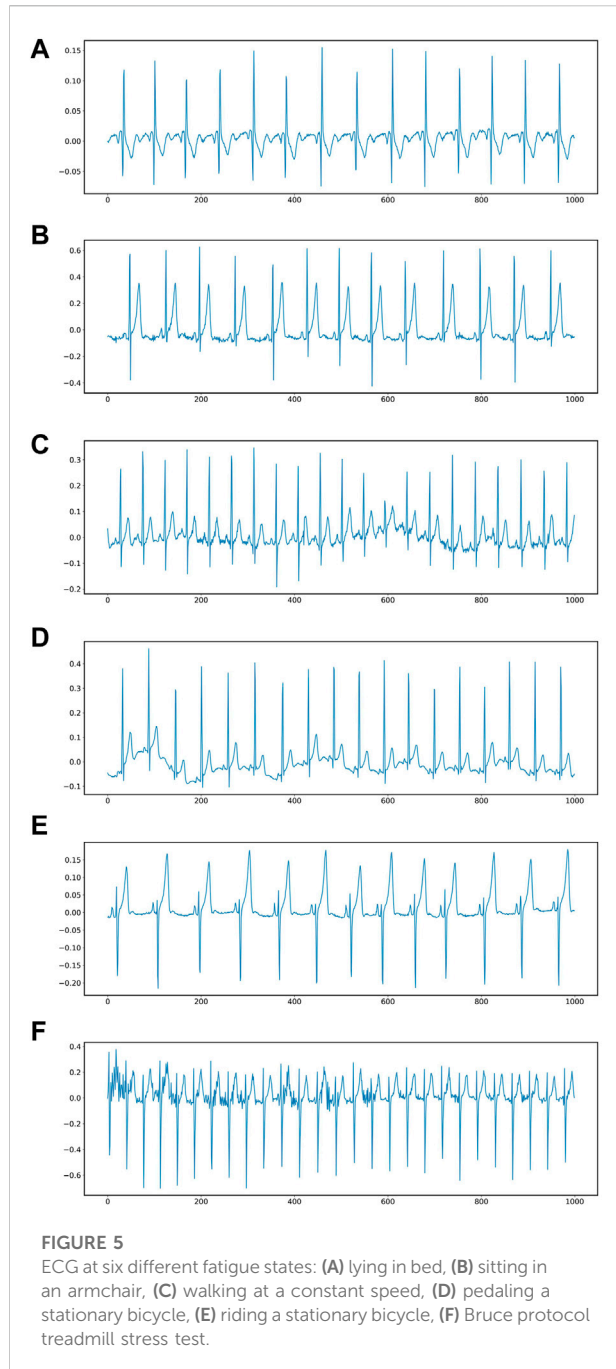 A
0.15
0.10
0.05
0.00
−0.05
0 200 400 600 800 1000
B
0.6
0.4
0.2
0.0
−0.2
−0.4
0 200 400 600 800 1000
C
0.3
0.2
0.1
0.0
−0.1
−0.2
0 200 400 600 800 1000
D
0.4
0.3
0.2
0.1
0.0
−0.1
0 200 400 600 800 1000
E
0.15
0.10
0.05
0.00
−0.05
−0.10
−0.15
−0.20
0 200 400 600 800 1000
F
0.4
0.2
0.0
−0.2
−0.4
−0.6
0 200 400 600 800 1000
FIGURE 5
ECG at six different fatigue states: (A) lying in bed, (B) sitting in
an armchair, (C) walking at a constant speed, (D) pedaling a
stationary bicycle, (E) riding a stationary bicycle, (F) Bruce protocol
treadmill stress test.